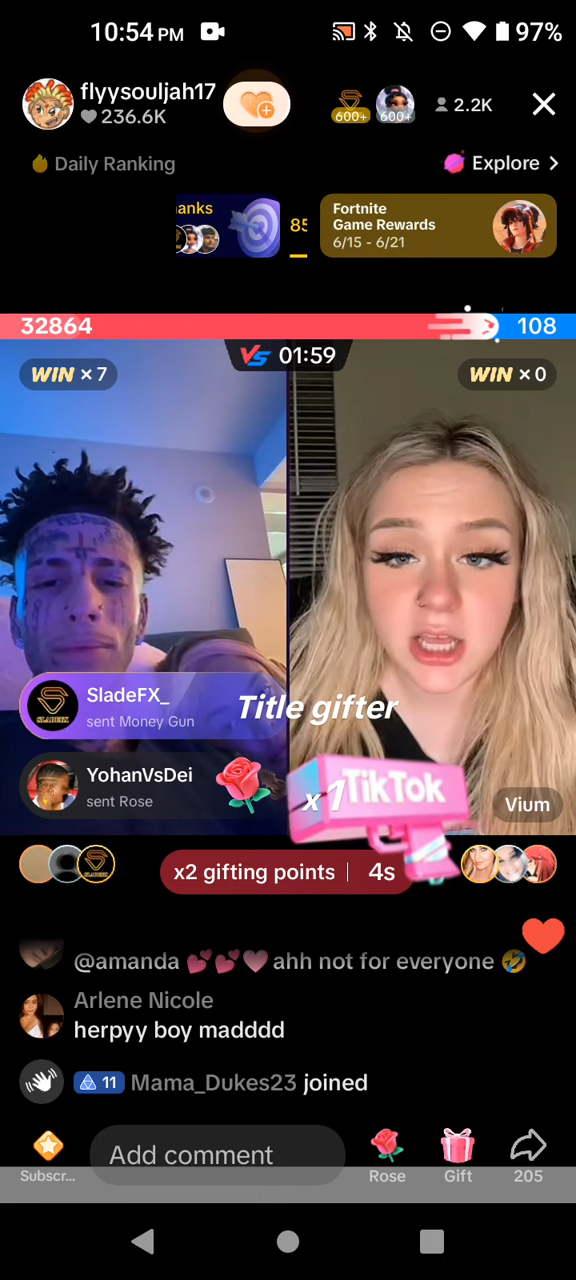 10:54 PM
97%
flyysouljah17
236.6K
600+
600+
2.2K
Daily Ranking
Explore >
anks
85
Fortnite
Game Rewards
6/15 - 6/21
32864
108
VS 01:59
WIN × 7
WIN × 0
SladeFX_
sent Money Gun
SLADEFX
Title gifter
YohanVsDei
sent Rose
x1
TikTok
Vium
x2 gifting points | 4s
@amanda 💕💕💗 ahh not for everyone 🤣
Arlene Nicole
herpyy boy madddd
11 Mama_Dukes23 joined
Add comment
Subscr...
Rose
Gift
205